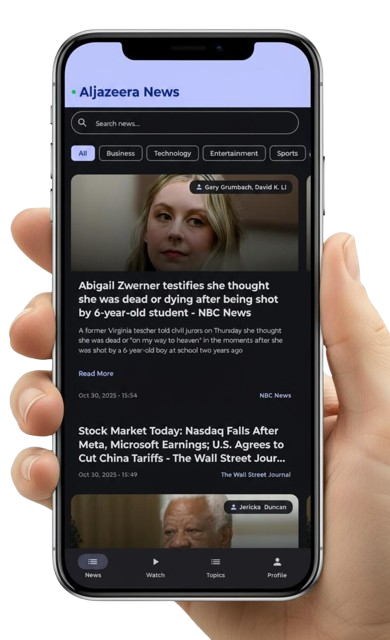 Aljazeera News
Search news...
All
Business
Technology
Entertainment
Sports
Gery Grumbach, David K. Li
Abigail Zwerner testifies she thought
she was dead or dying after being shot
by 6-year-old student - NBC News
A former Virginia tescher told civil jurors on Thursday she thought
she was dead or "on my way to heaven" in the moments after she
was shot by a 6 year-old boy at school two years ago
Read More
Oct 30, 2025 - 15:54
NBC News
Stock Market Today: Nasdaq Falls After
Meta, Microsoft Earnings; U.S. Agrees to
Cut China Tariffs - The Wall Street Jour...
Oct 30, 2025 - 15:49
The Wall Street Journal
Jericka Duncan
News
Watch
Topics
Profile